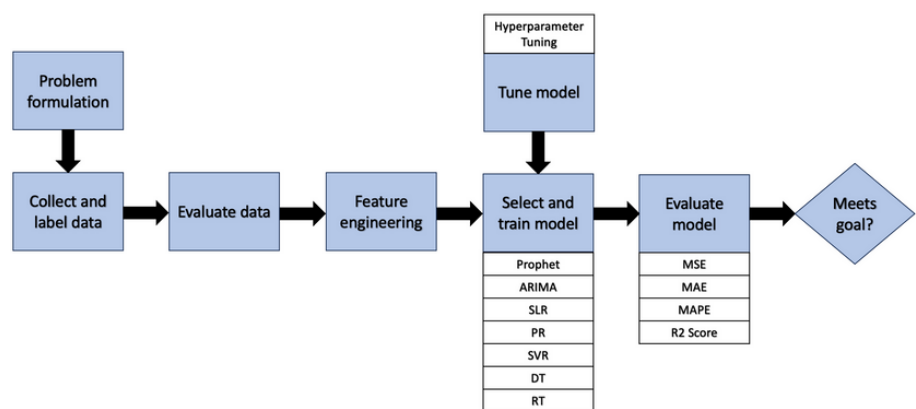 Hyperparameter
Tuning
Tune model
Problem
formulation
Collect and
label data
Evaluate data
Feature
engineering
Select and
train model
Prophet
ARIMA
SLR
PR
SVR
DT
RT
Evaluate
model
MSE
MAE
MAPE
R2 Score
Meets
goal?